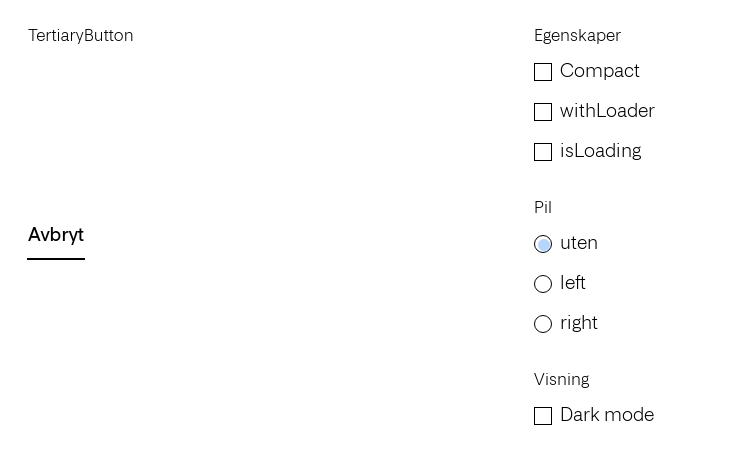 TertiaryButton
Avbryt
Egenskaper
Compact
withLoader
isLoading
Pil
uten
left
right
Visning
Dark mode